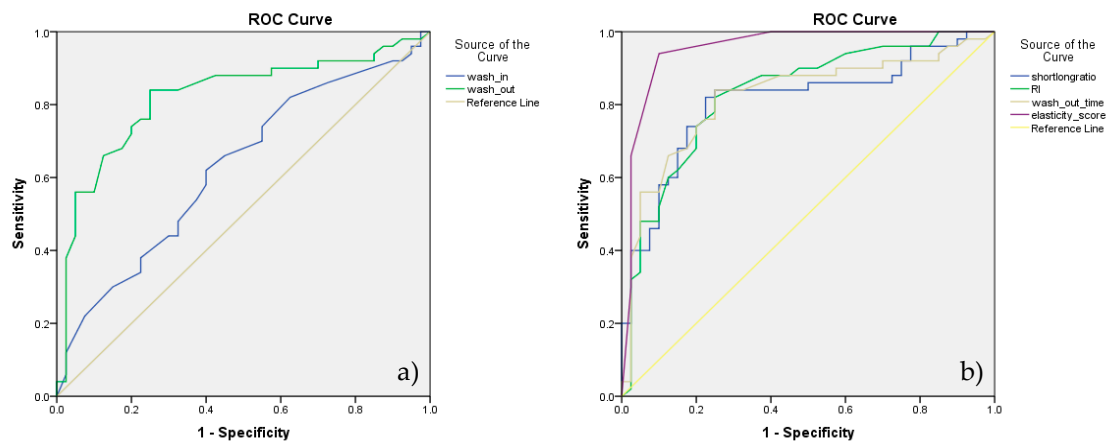 ROC Curve
1.0
0.8
0.6
0.4
0.2
0.0
Sensitivity
0.0
0.2
0.4
0.6
0.8
1.0
1 - Specificity
Source of the
Curve
wash_in
wash_out
Reference Line
a)
ROC Curve
1.0
0.8
0.6
0.4
0.2
0.0
Sensitivity
0.0
0.2
0.4
0.6
0.8
1.0
1 - Specificity
Source of the
Curve
shortlongratio
RI
wash_out_time
elasticity_score
Reference Line
b)